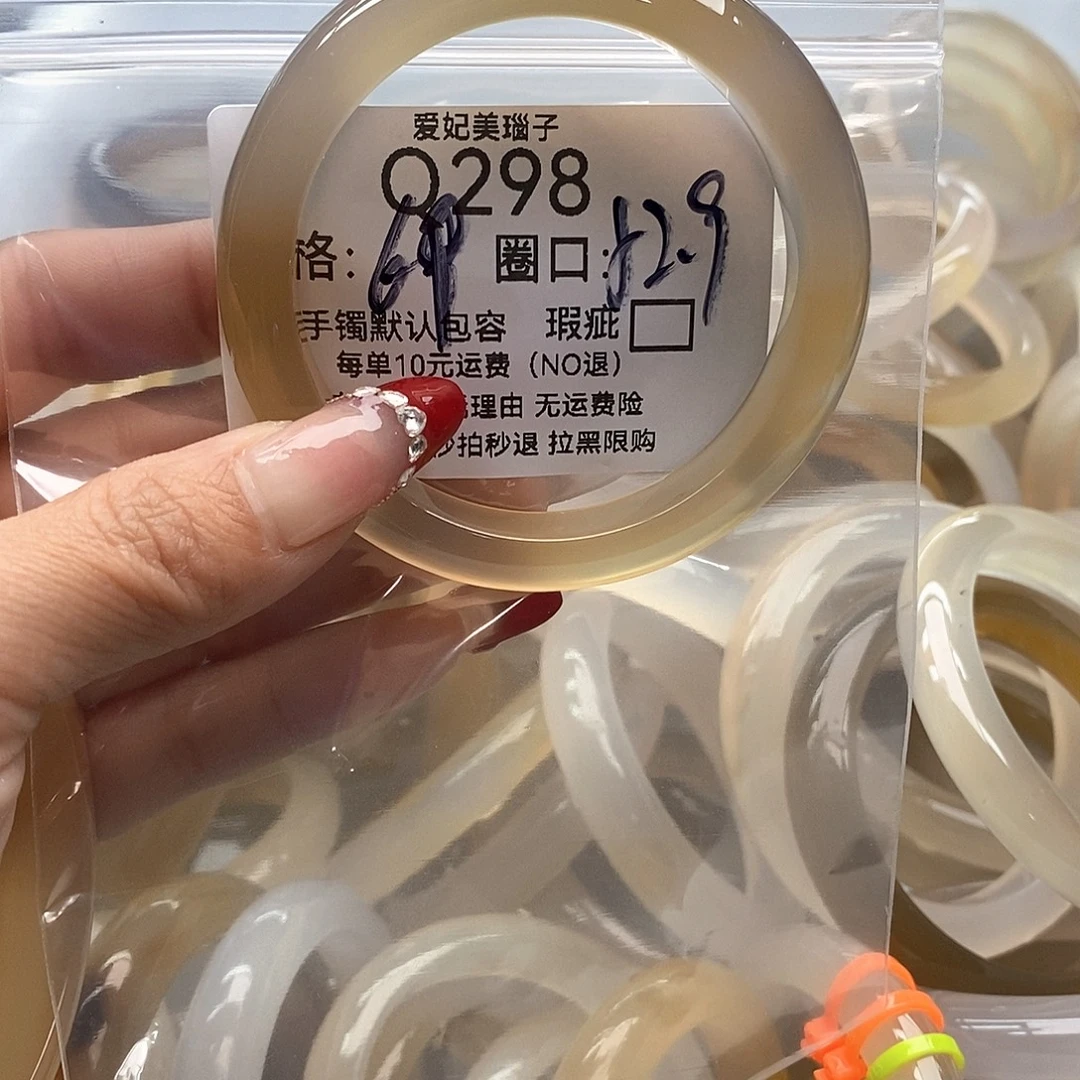 爱妃美瑙子
Q298
格: 圈口: 52.9
手镯默认包容 瑕疵
每单10元运费(NO退)
理由 无运费险
秒拍秒退 拉黑限购